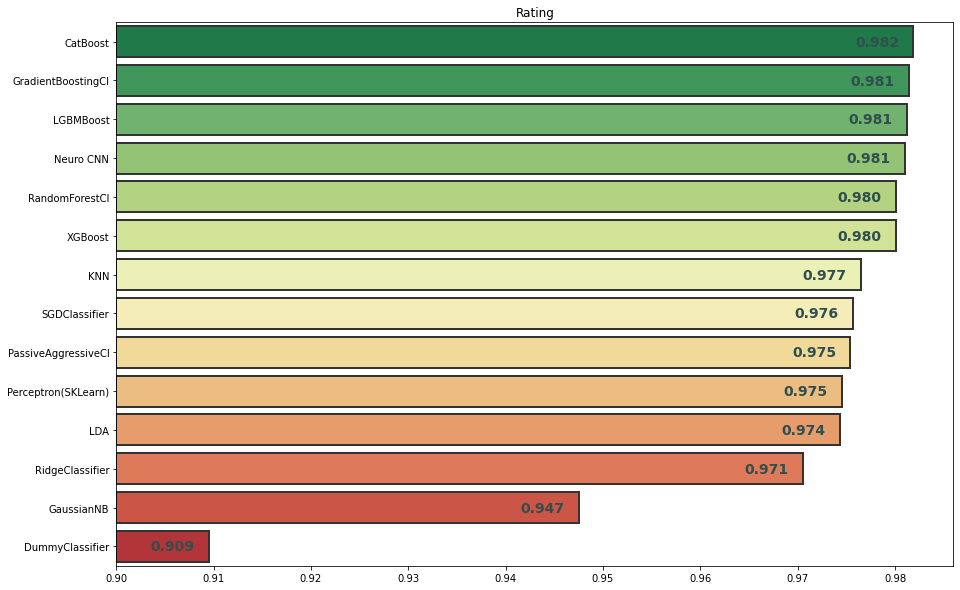 Rating
CatBoost 0.982
GradientBoostingCl 0.981
LGBMBoost 0.981
Neuro CNN 0.981
RandomForestCl 0.980
XGBoost 0.980
KNN 0.977
SGDClassifier 0.976
PassiveAggressiveCl 0.975
Perceptron(SKLearn) 0.975
LDA 0.974
RidgeClassifier 0.971
GaussianNB 0.947
DummyClassifier 0.909
0.90 0.91 0.92 0.93 0.94 0.95 0.96 0.97 0.98